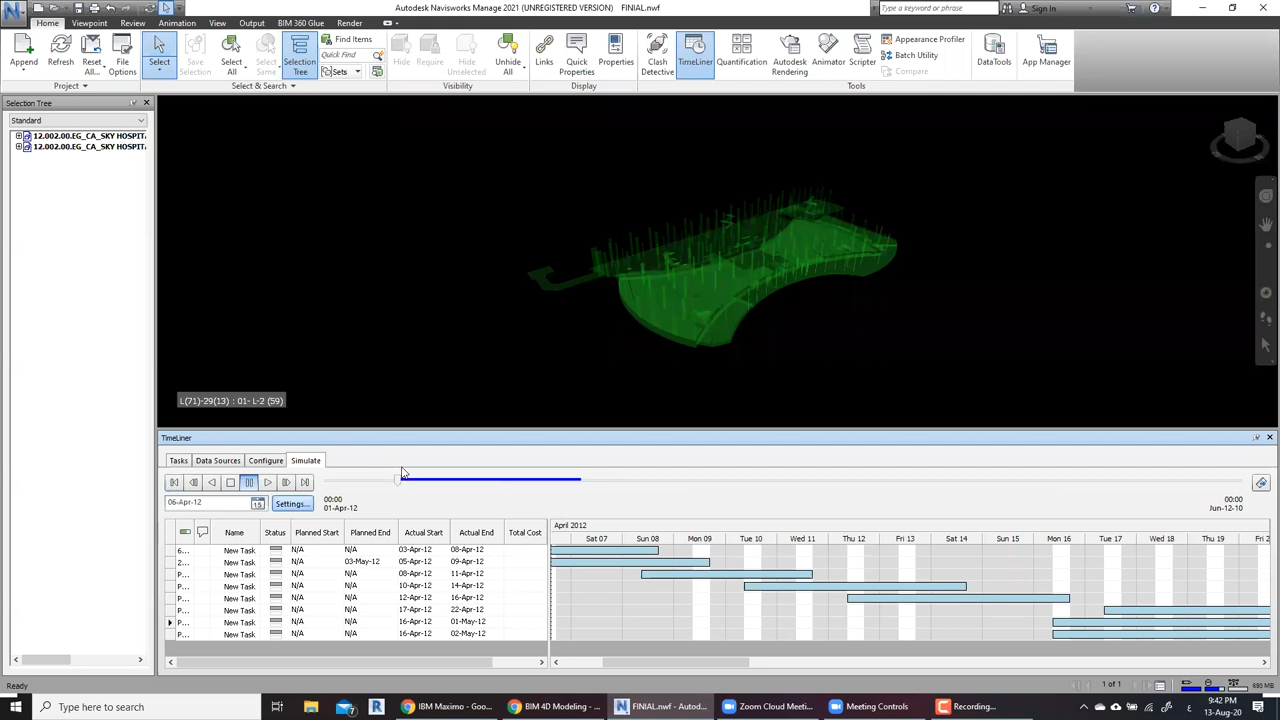 Autodesk Navisworks Manage 2021 (UNREGISTERED VERSION) FINIAL.nwf
Type a keyword or phrase
Sign In
Home Viewpoint Review Animation View Output BIM 360 Glue Render
Append
Refresh
Reset All...
File Options
Project
Select
Save Selection
Select All
Select Same
Selection Tree
Find Items
Quick Find
Sets
Select & Search
Hide
Require
Hide Unselected
Unhide All
Visibility
Links
Quick Properties
Properties
Display
Clash Detective
TimeLiner
Quantification
Autodesk Rendering
Animator
Scripter
Appearance Profiler
Batch Utility
Compare
Tools
DataTools
App Manager
Selection Tree
Standard
12.002.00.EG_CA_SKY HOSPIT
12.002.00.EG_CA_SKY HOSPIT
L(71)-29(13) : 01- L-2 (59)
TimeLiner
Tasks Data Sources Configure Simulate
06-Apr-12
15
Settings...
00:00
01-Apr-12
00:00
Jun-12-10
Name Status Planned Start Planned End Actual Start Actual End Total Cost
6... New Task N/A N/A 03-Apr-12 08-Apr-12
2... New Task N/A 03-May-12 05-Apr-12 09-Apr-12
P... New Task N/A N/A 08-Apr-12 11-Apr-12
P... New Task N/A N/A 10-Apr-12 14-Apr-12
P... New Task N/A N/A 12-Apr-12 16-Apr-12
P... New Task N/A N/A 17-Apr-12 22-Apr-12
P... New Task N/A N/A 16-Apr-12 01-May-12
P... New Task N/A N/A 16-Apr-12 02-May-12
April 2012
Sat 07 Sun 08 Mon 09 Tue 10 Wed 11 Thu 12 Fri 13 Sat 14 Sun 15 Mon 16 Tue 17 Wed 18 Thu 19 Fri 2
Ready
1 of 1
690 MB
Type here to search
IBM Maximo - Goo...
BIM 4D Modeling - ...
FINIAL.nwf - Autod...
Zoom Cloud Meeti...
Meeting Controls
Recording...
9:42 PM
13-Aug-20